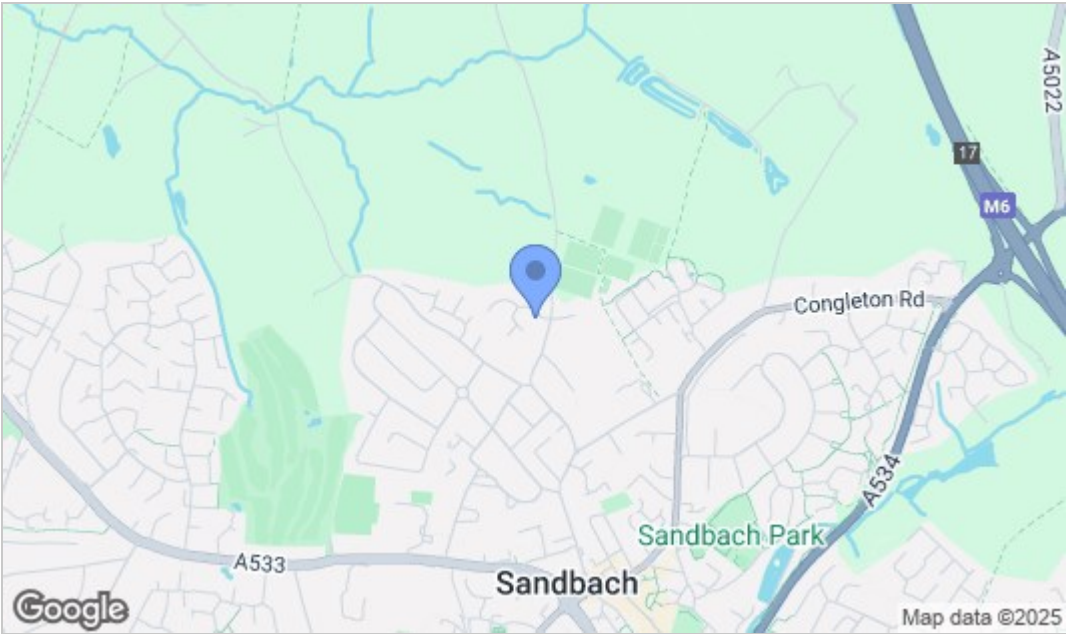 A5022
17
M6
Congleton Rd
A534
Sandbach Park
A533
Sandbach
Google
Map data ©2025